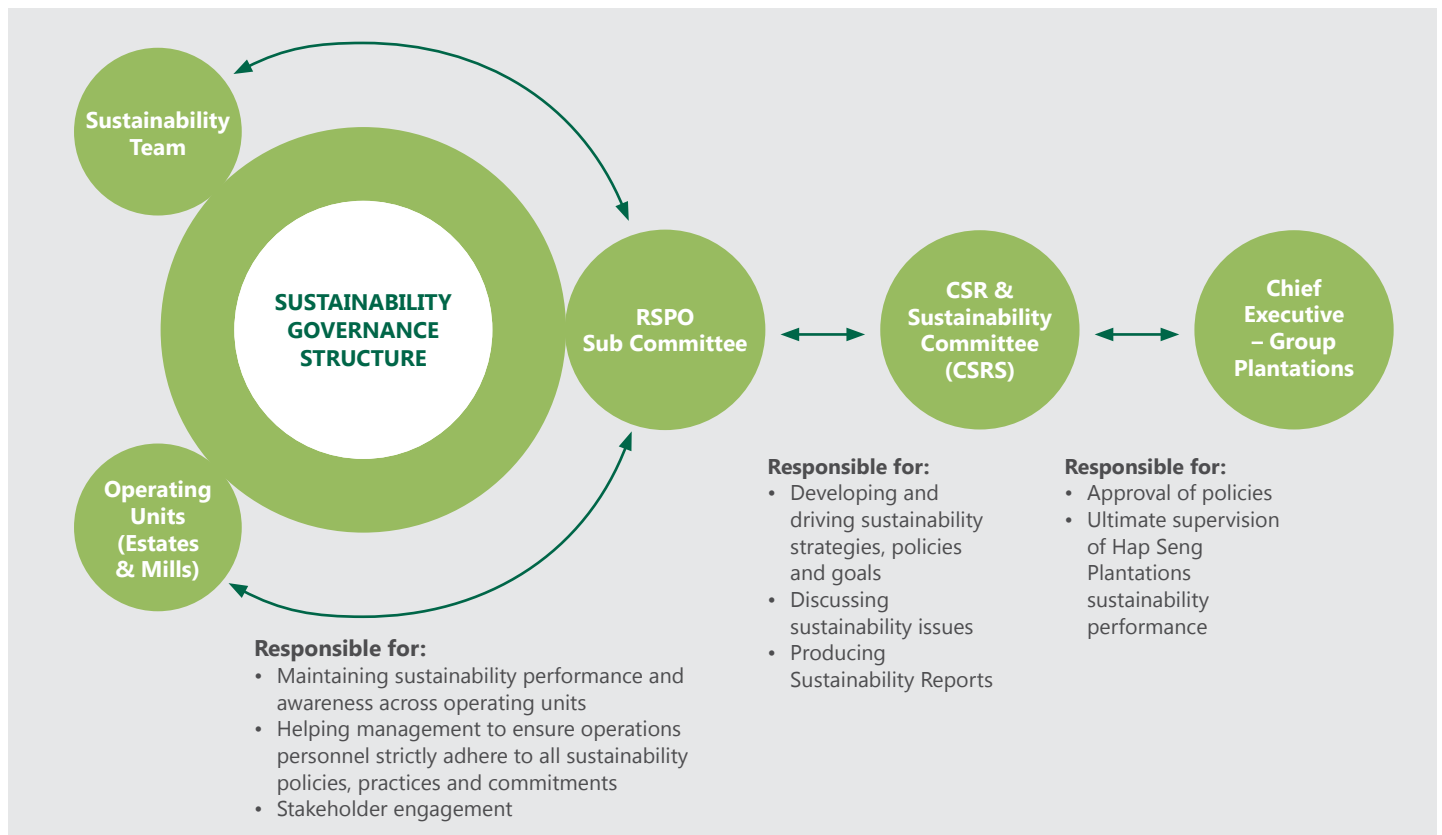 Sustainability
Team
SUSTAINABILITY
GOVERNANCE
STRUCTURE
Operating
Units
(Estates
& Mills)
RSPO
Sub Committee
CSR &
Sustainability
Committee
(CSRS)
Chief
Executive
– Group
Plantations
Responsible for:
• Maintaining sustainability performance and
awareness across operating units
• Helping management to ensure operations
personnel strictly adhere to all sustainability
policies, practices and commitments
• Stakeholder engagement
Responsible for:
• Developing and
driving sustainability
strategies, policies
and goals
• Discussing
sustainability issues
• Producing
Sustainability Reports
Responsible for:
• Approval of policies
• Ultimate supervision
of Hap Seng
Plantations
sustainability
performance